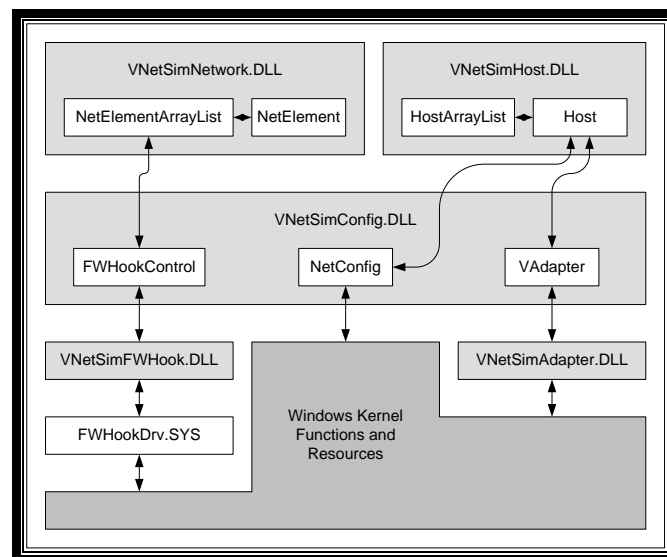 VNetSimNetwork.DLL
VNetSimHost.DLL
NetElementArrayList
NetElement
HostArrayList
Host
VNetSimConfig.DLL
FWHookControl
NetConfig
VAdapter
VNetSimFWHook.DLL
VNetSimAdapter.DLL
FWHookDrv.SYS
Windows Kernel
Functions and
Resources